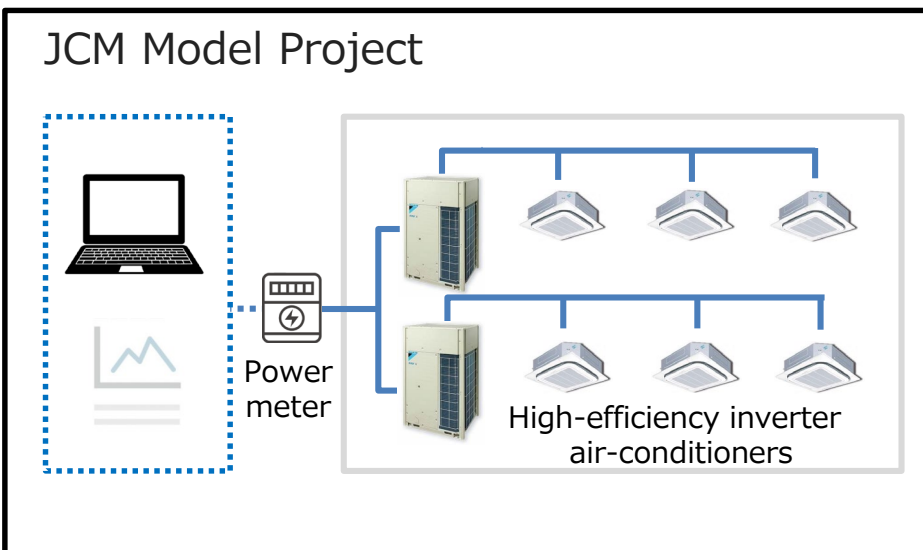 JCM Model Project
Power
meter
High-efficiency inverter
air-conditioners